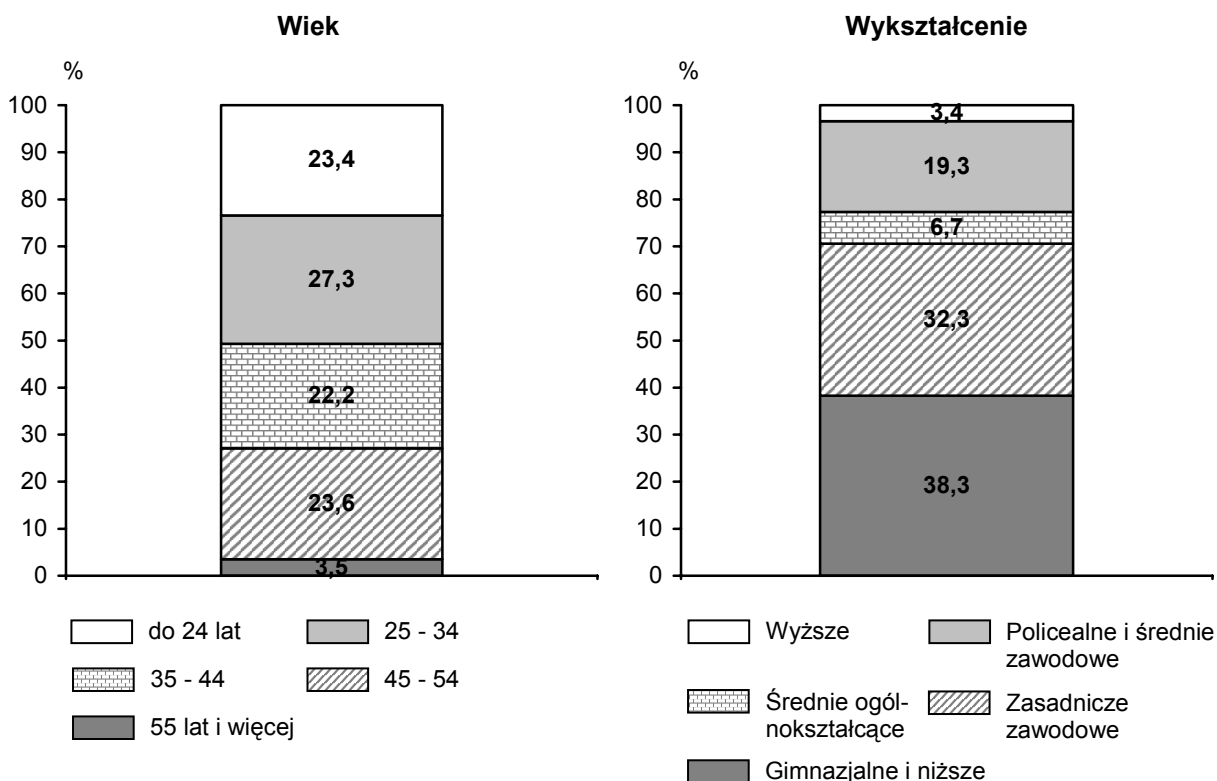 Wiek
%
100
90
80
70
60
50
40
30
20
10
0
23,4
27,3
22,2
23,6
3,5
do 24 lat
25 - 34
35 - 44
45 - 54
55 lat i więcej
Wykształcenie
%
100
90
80
70
60
50
40
30
20
10
0
3,4
19,3
6,7
32,3
38,3
Wyższe
Policealne i średnie
zawodowe
Średnie ogól-
nokształcące
Zasadnicze
zawodowe
Gimnazjalne i niższe